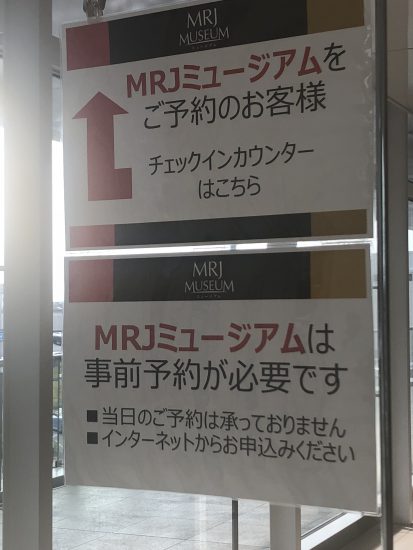 MRJ
MUSEUM
MRJミュージアムを
ご予約のお客様
チェックインカウンター
はこちら
MRJ
MUSEUM
MRJミュージアムは
事前予約が必要です
■当日のご予約は承っておりません
■インターネットからお申込みください